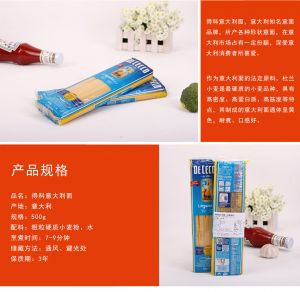 得科意大利面，意大利知名意面
品牌，所产各种形状意面，在意
大利市场占有一定份额，深受意
大利消费者所喜爱。
作为意大利面的法定原料，杜兰
小麦是最硬质的小麦品种，具有
高密度、高蛋白质、高筋度等特
点，其制成的意大利面通体呈黄
色，耐煮、口感好。
DE CECO
产品规格
品名：得科意大利面
产地：意大利
规格：500g
配料：粗粒硬质小麦粉、水
烹煮时间：7-9分钟
储藏方法：通风、避光处
保质期：3年
DE CECO
Linguine